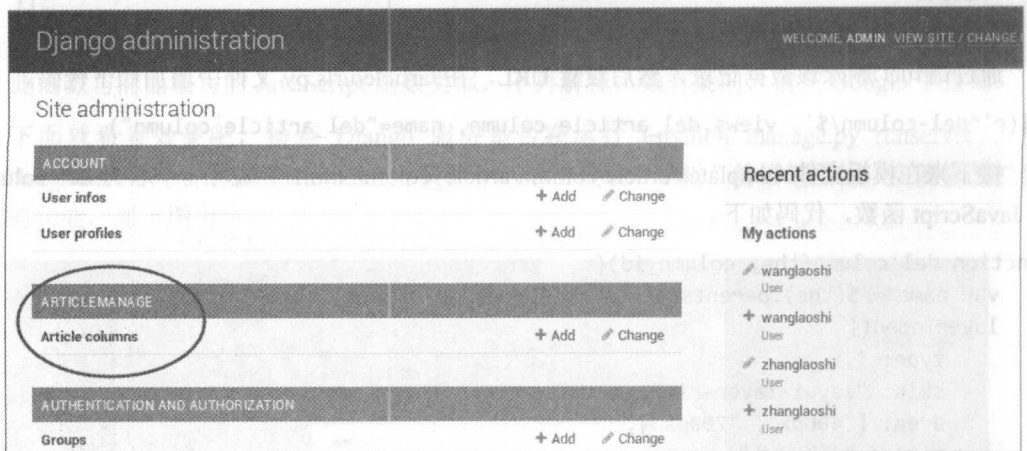 Django administration
WELCOME, ADMIN. VIEW SITE / CHANGE
Site administration
ACCOUNT
User infos + Add Change
User profiles + Add Change
ARTICLEMANAGE
Article columns + Add Change
AUTHENTICATION AND AUTHORIZATION
Groups + Add Change
Recent actions
My actions
wanglaoshi
User
+ wanglaoshi
User
zhanglaoshi
User
+ zhanglaoshi
User